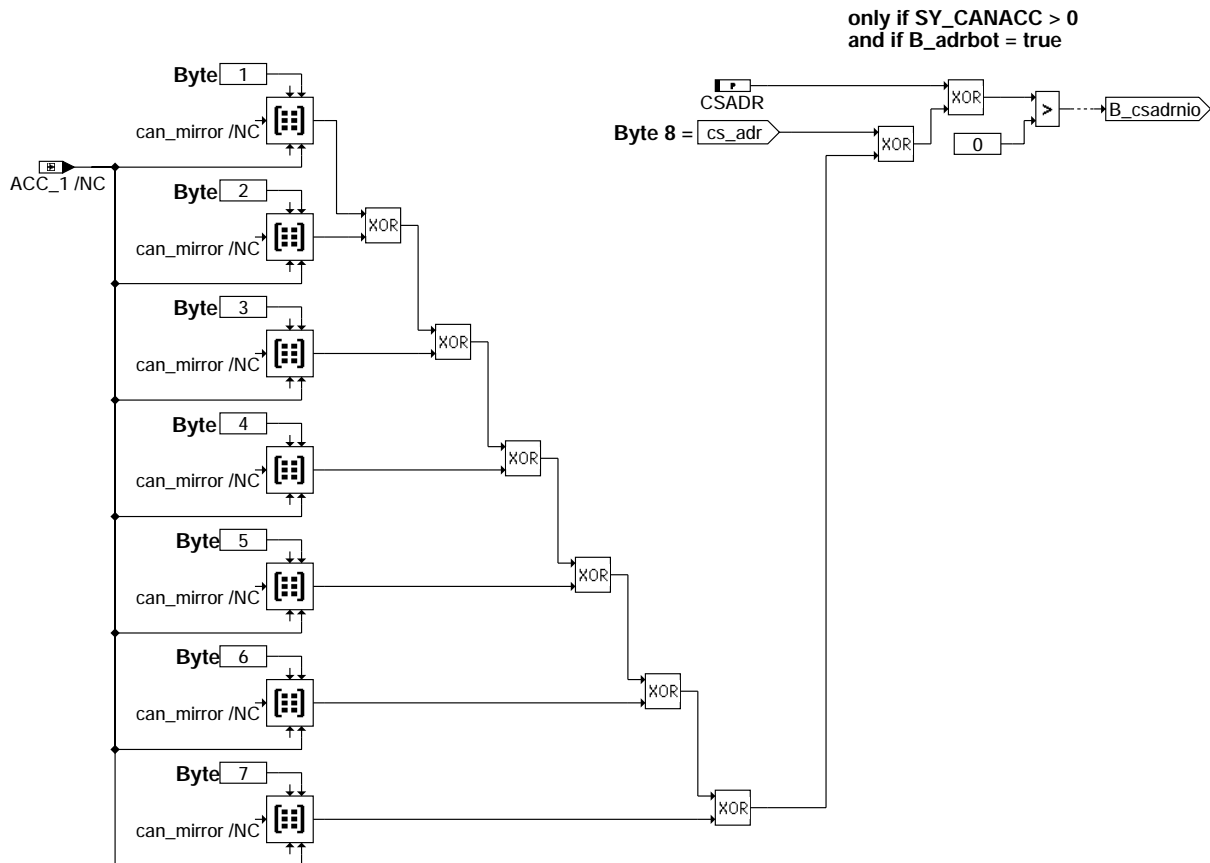 only if SY_CANACC > 0
and if B_adrbot = true
Byte 1
can_mirror /NC
ACC_1 /NC
P
CSADR
XOR
>
B_csadrnio
Byte 8 = cs_adr
XOR
0
Byte 2
can_mirror /NC
XOR
Byte 3
can_mirror /NC
XOR
Byte 4
can_mirror /NC
XOR
Byte 5
can_mirror /NC
XOR
Byte 6
can_mirror /NC
XOR
Byte 7
can_mirror /NC
XOR